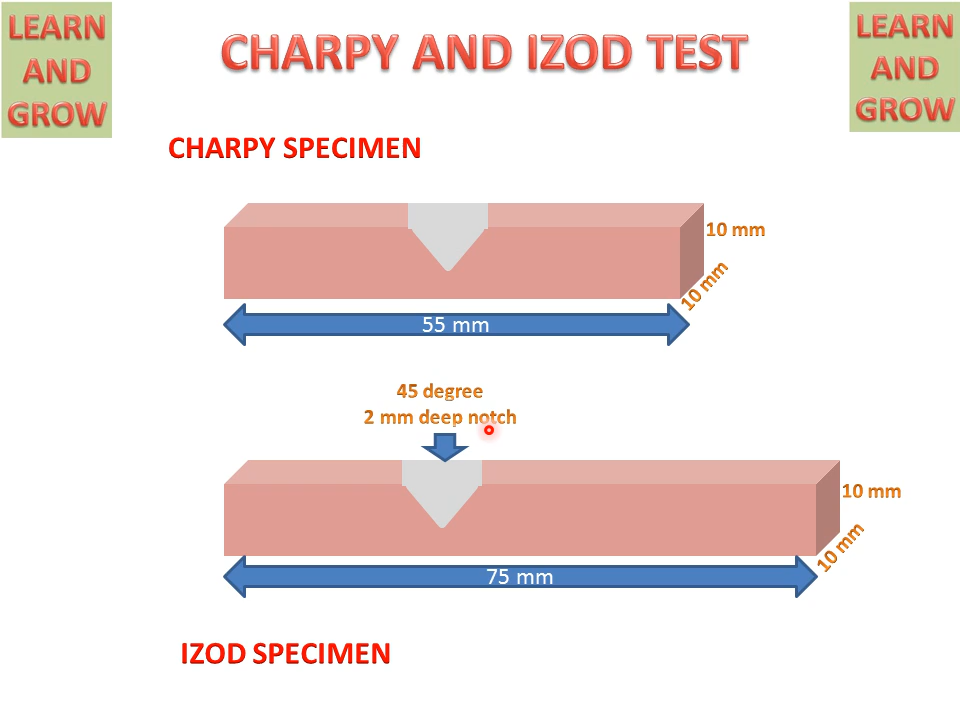 LEARN
AND
GROW
CHARPY AND IZOD TEST
LEARN
AND
GROW
CHARPY SPECIMEN
10 mm
10 mm
55 mm
45 degree
2 mm deep notch
10 mm
10 mm
75 mm
IZOD SPECIMEN